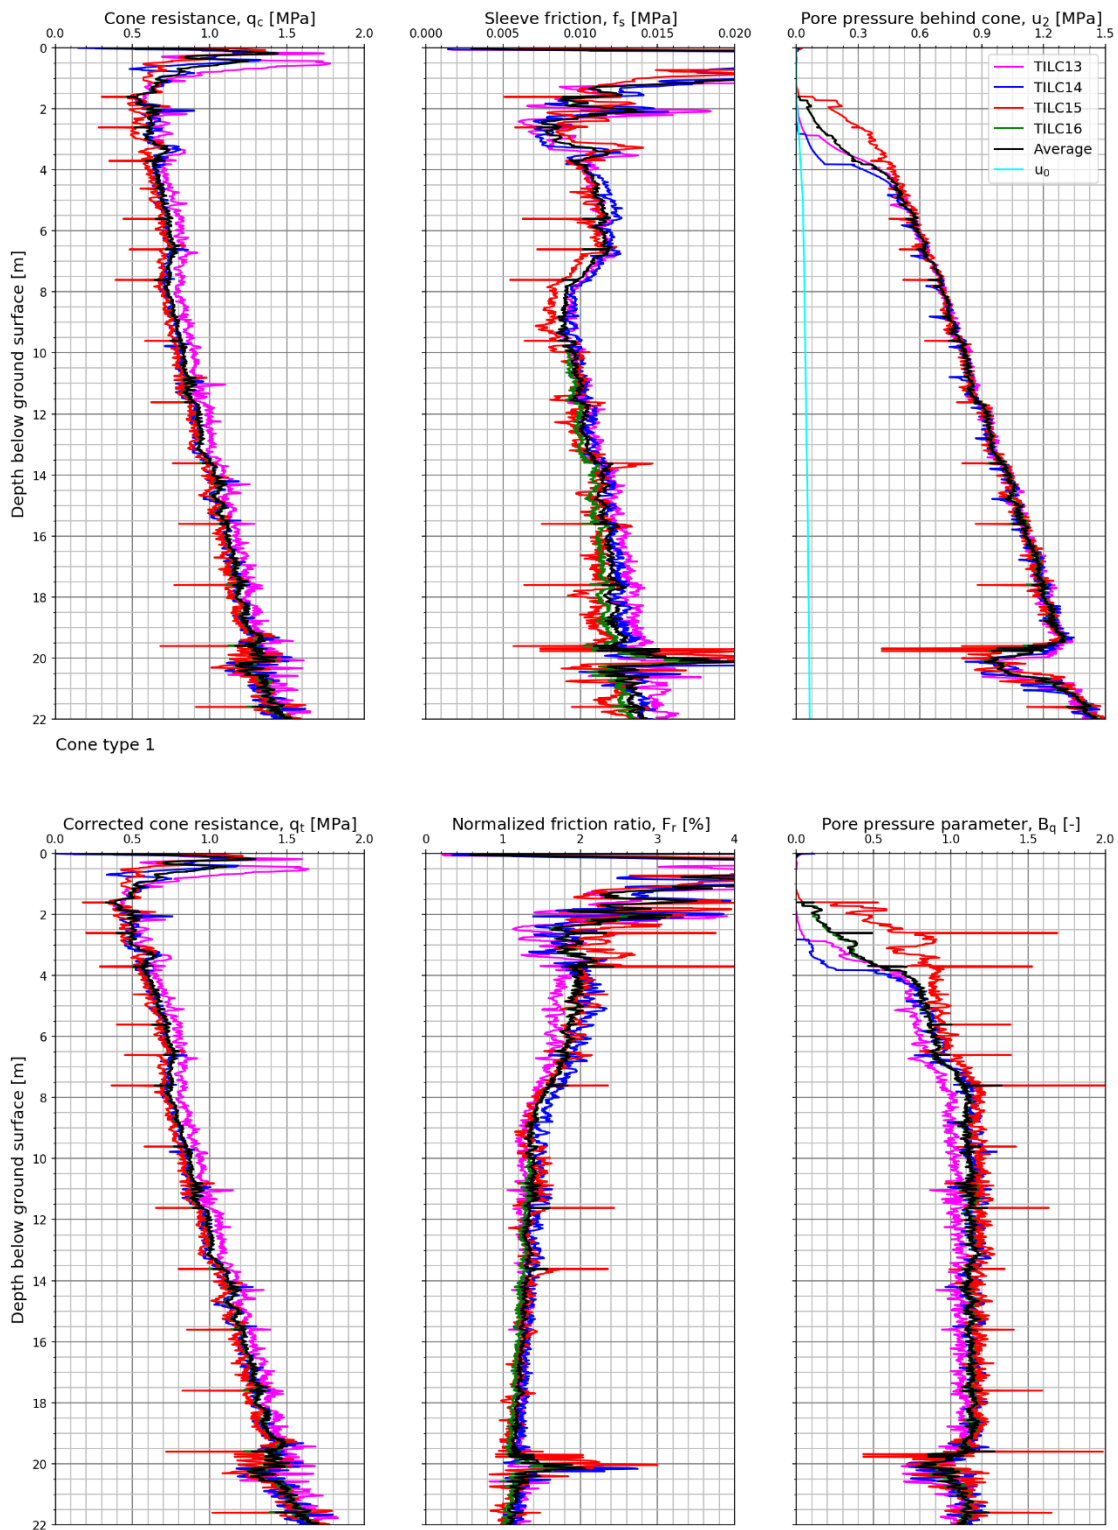 Cone resistance, qc [MPa]
0.0 0.5 1.0 1.5 2.0
Sleeve friction, fs [MPa]
0.000 0.005 0.010 0.015 0.020
Pore pressure behind cone, u2 [MPa]
0.0 0.3 0.6 0.9 1.2 1.5
TILC13
TILC14
TILC15
TILC16
Average
u0
Depth below ground surface [m]
0
2
4
6
8
10
12
14
16
18
20
22
Cone type 1
Corrected cone resistance, qt [MPa]
0.0 0.5 1.0 1.5 2.0
Normalized friction ratio, Fr [%]
0 1 2 3 4
Pore pressure parameter, Bq [-]
0.0 0.5 1.0 1.5 2.0
Depth below ground surface [m]
0
2
4
6
8
10
12
14
16
18
20
22